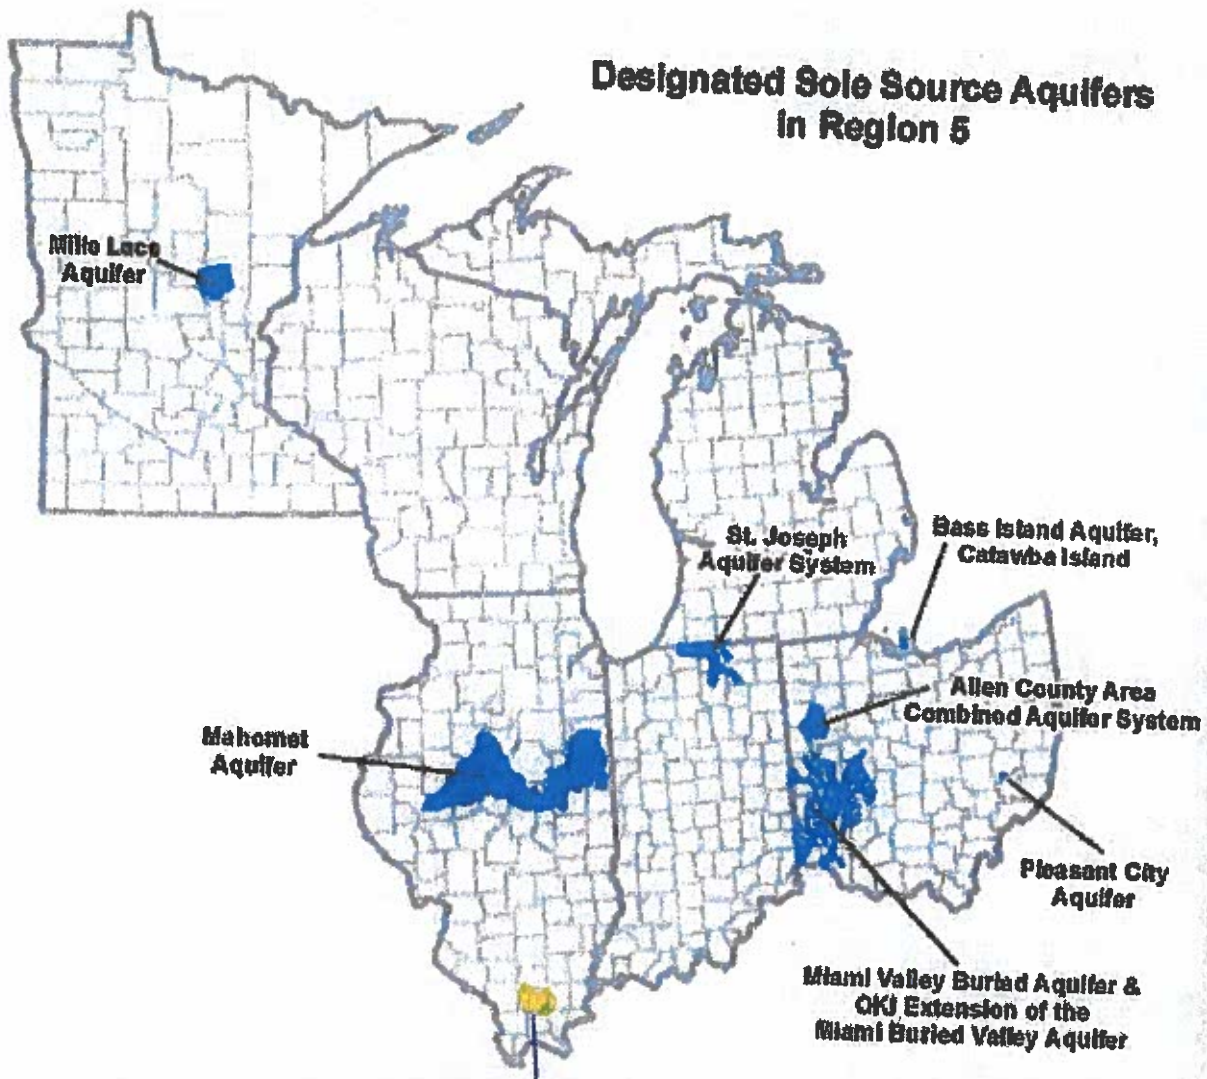 Designated Sole Source Aquifers
in Region 5
Mille Lacs
Aquifer
St. Joseph
Aquifer System
Bass Island Aquifer,
Catawba Island
Allen County Area
Combined Aquifer System
Mahomet
Aquifer
Pleasant City
Aquifer
Miami Valley Buried Aquifer &
OKI Extension of the
Miami Buried Valley Aquifer